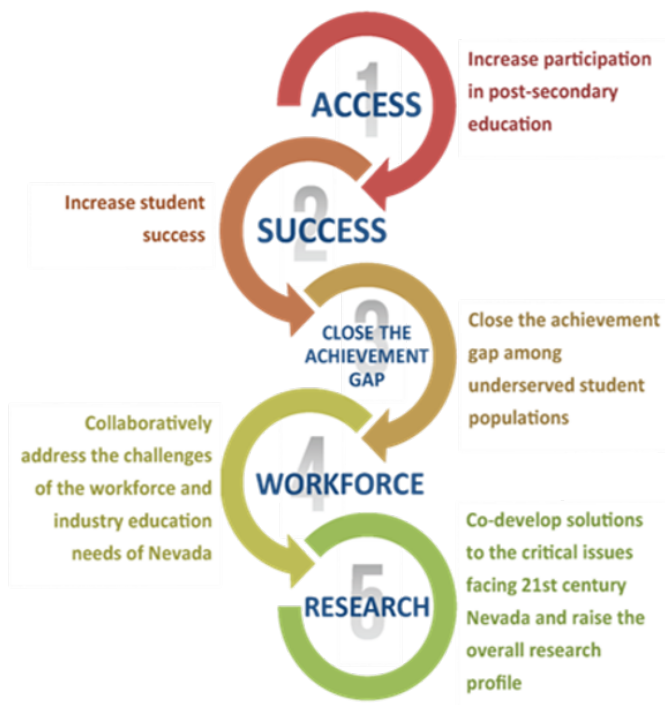 1
ACCESS
Increase participation
in post-secondary
education
2
SUCCESS
Increase student
success
3
CLOSE THE
ACHIEVEMENT
GAP
Close the achievement
gap among
underserved student
populations
4
WORKFORCE
Collaboratively
address the challenges
of the workforce and
industry education
needs of Nevada
5
RESEARCH
Co-develop solutions
to the critical issues
facing 21st century
Nevada and raise the
overall research
profile